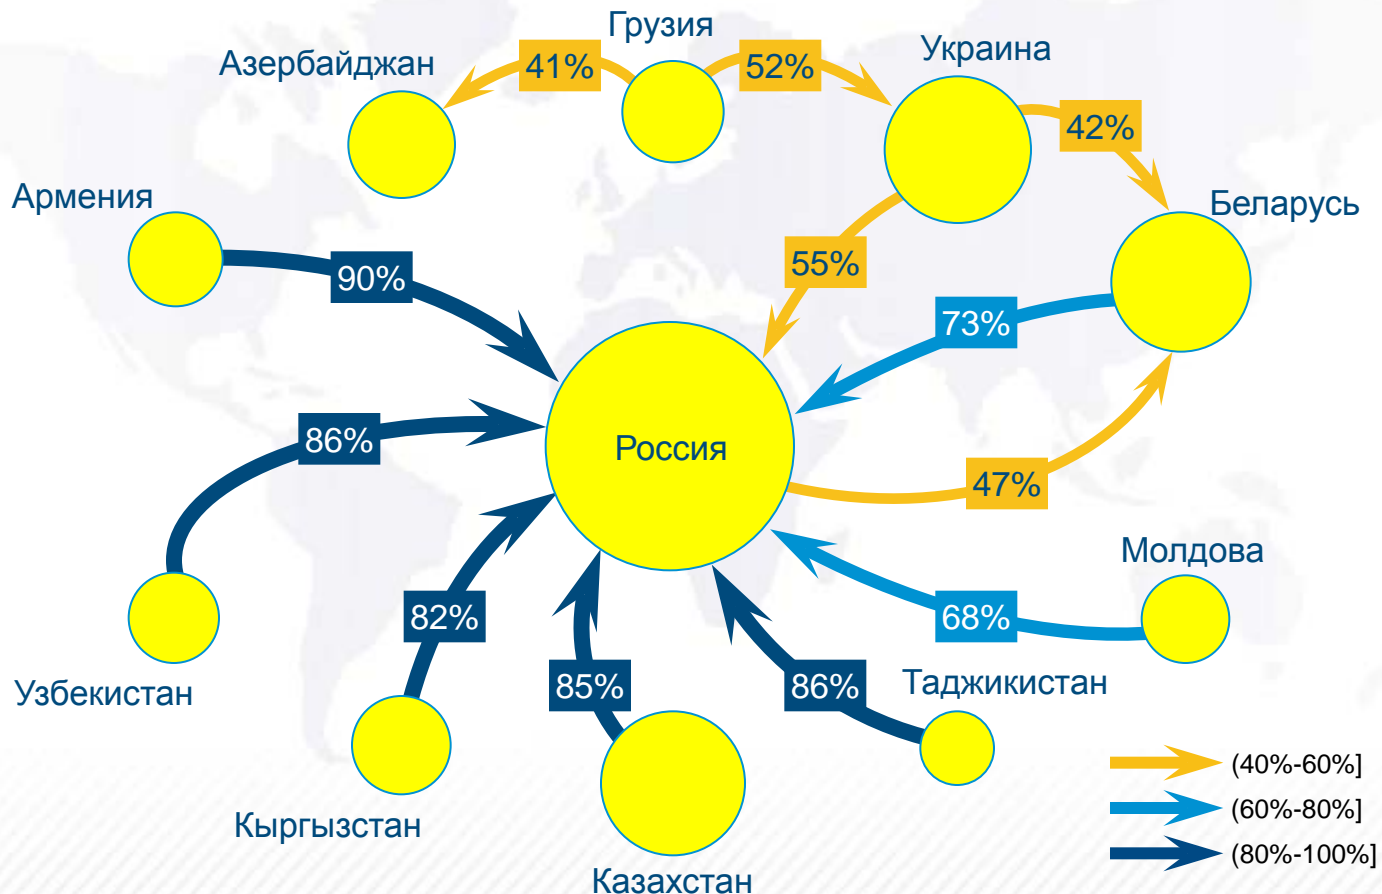 Грузия
Азербайджан
41%
52%
Украина
42%
Армения
Беларусь
90%
55%
73%
86%
Россия
47%
Молдова
82%
68%
85%
86%
Таджикистан
Узбекистан
(40%-60%]
(60%-80%]
Кыргызстан
(80%-100%]
Казахстан